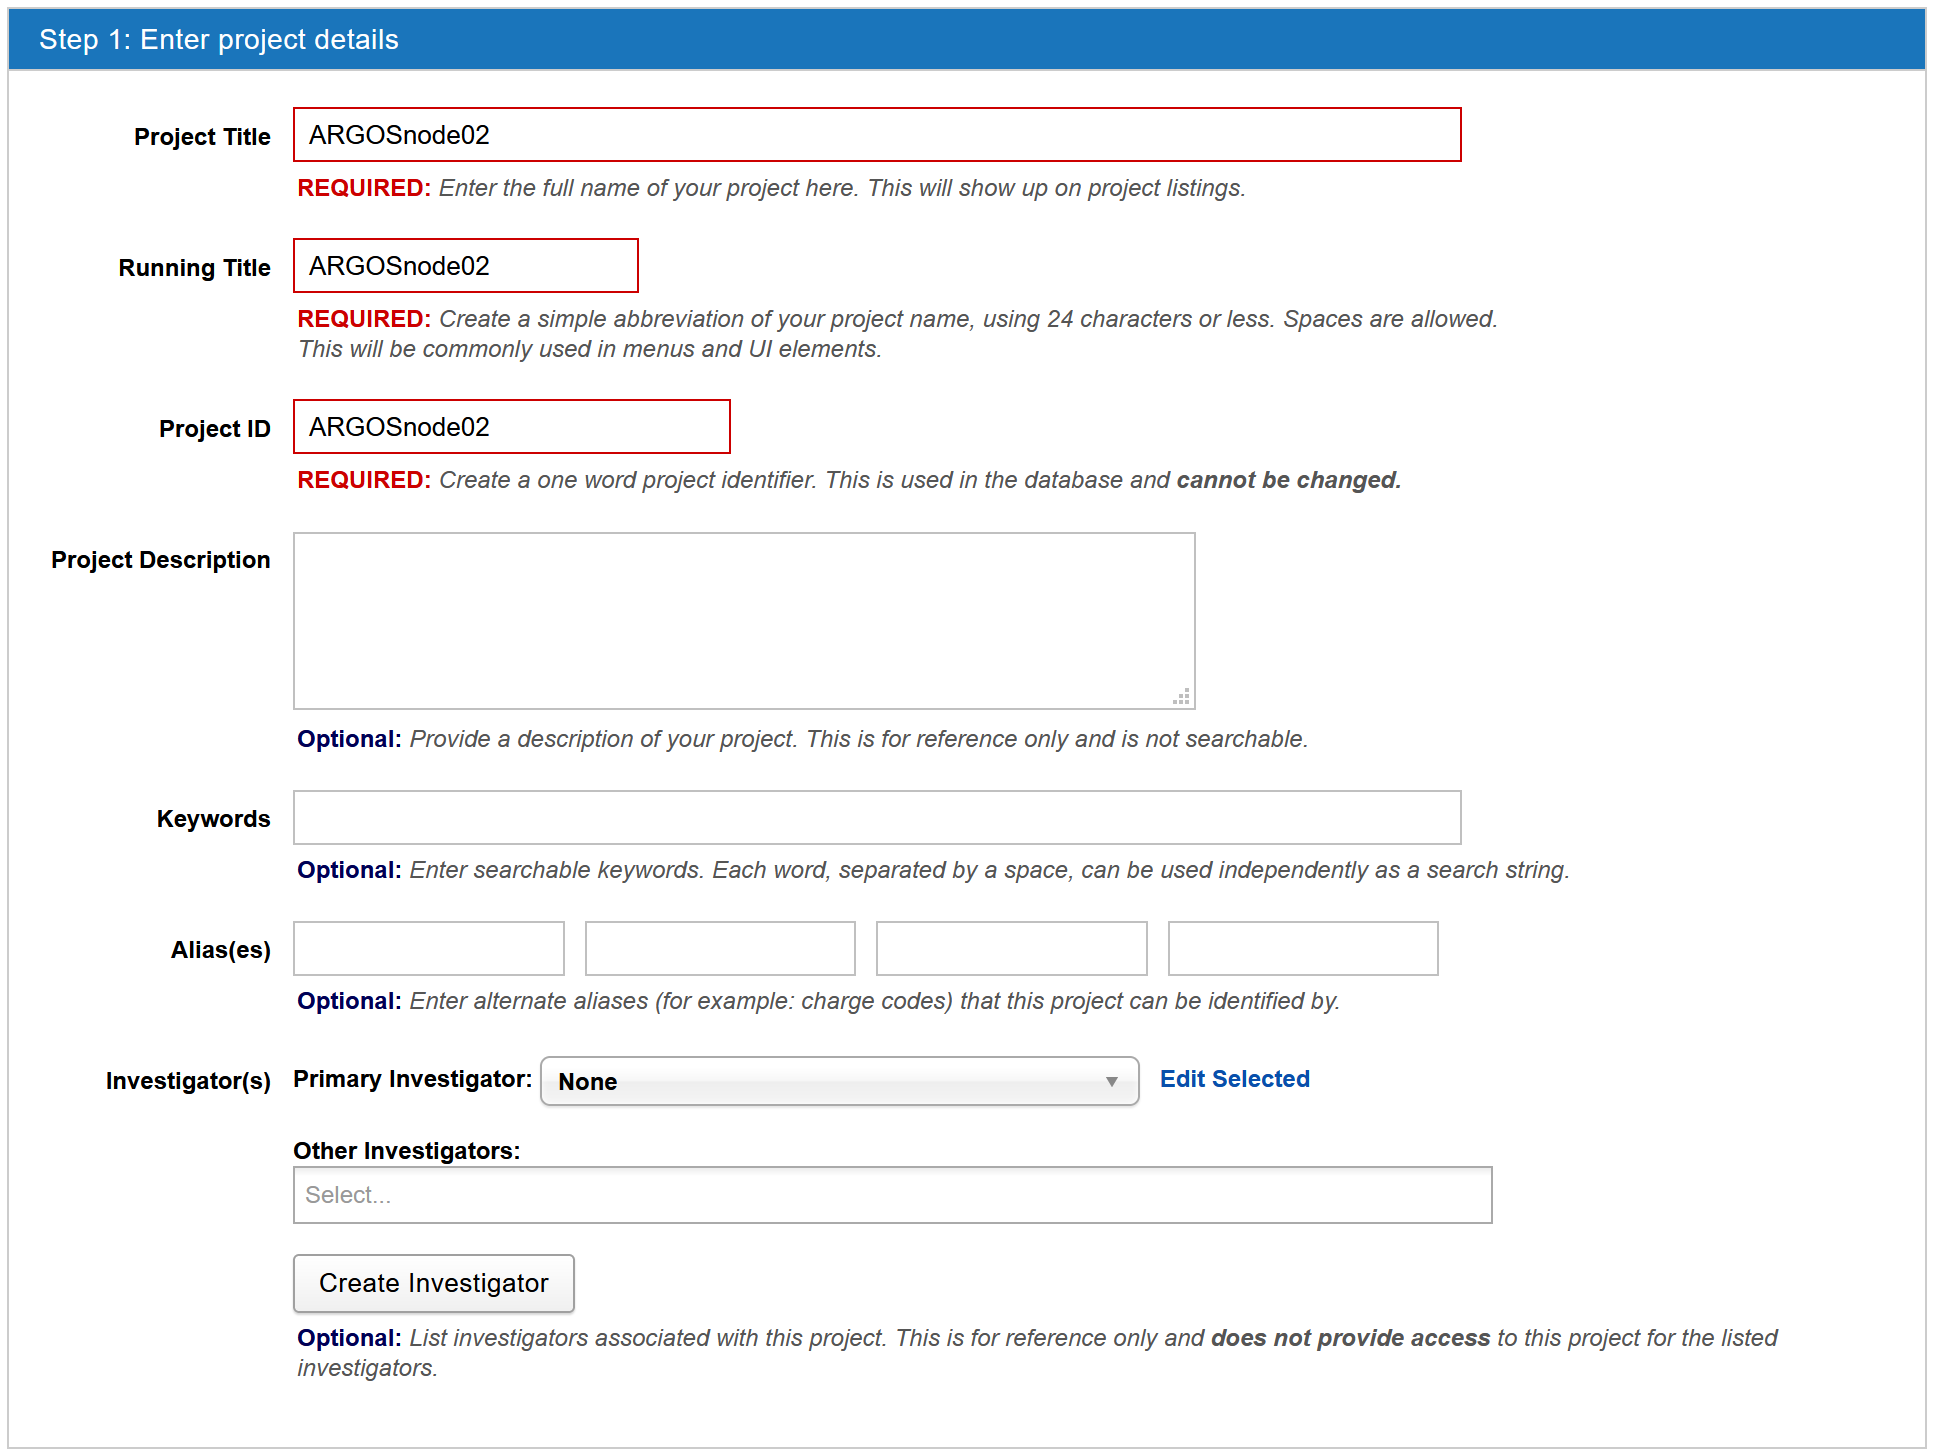 Step 1: Enter project details
Project Title
ARGOSnode02
REQUIRED: Enter the full name of your project here. This will show up on project listings.
Running Title
ARGOSnode02
REQUIRED: Create a simple abbreviation of your project name, using 24 characters or less. Spaces are allowed.
This will be commonly used in menus and UI elements.
Project ID
ARGOSnode02
REQUIRED: Create a one word project identifier. This is used in the database and cannot be changed.
Project Description
Optional: Provide a description of your project. This is for reference only and is not searchable.
Keywords
Optional: Enter searchable keywords. Each word, separated by a space, can be used independently as a search string.
Alias(es)
Optional: Enter alternate aliases (for example: charge codes) that this project can be identified by.
Investigator(s)
Primary Investigator: None Edit Selected
Other Investigators:
Select...
Create Investigator
Optional: List investigators associated with this project. This is for reference only and does not provide access to this project for the listed
investigators.